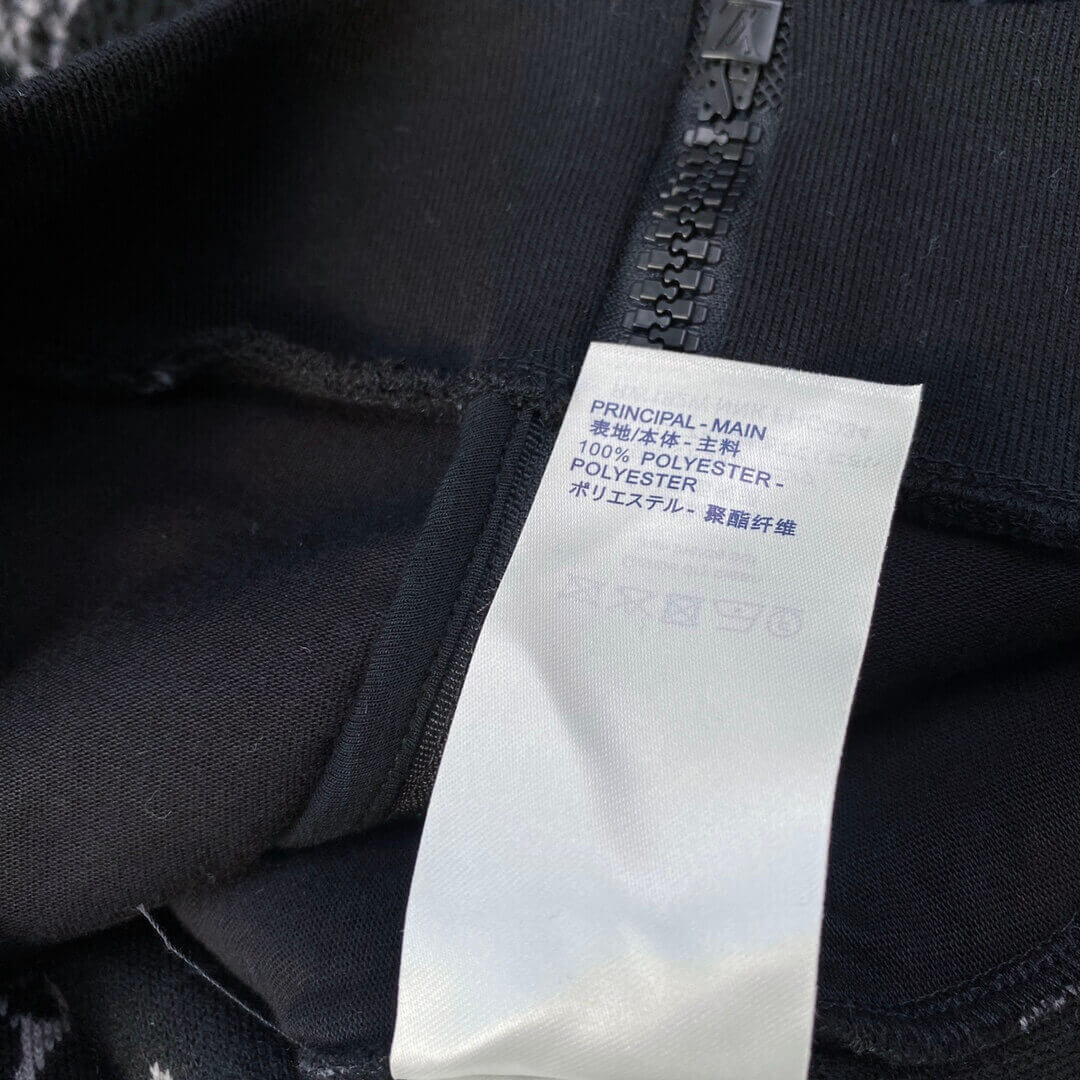 PRINCIPAL - MAIN
表地/本体 - 主料
100% POLYESTER -
POLYESTER
ポリエステル - 聚酯纤维